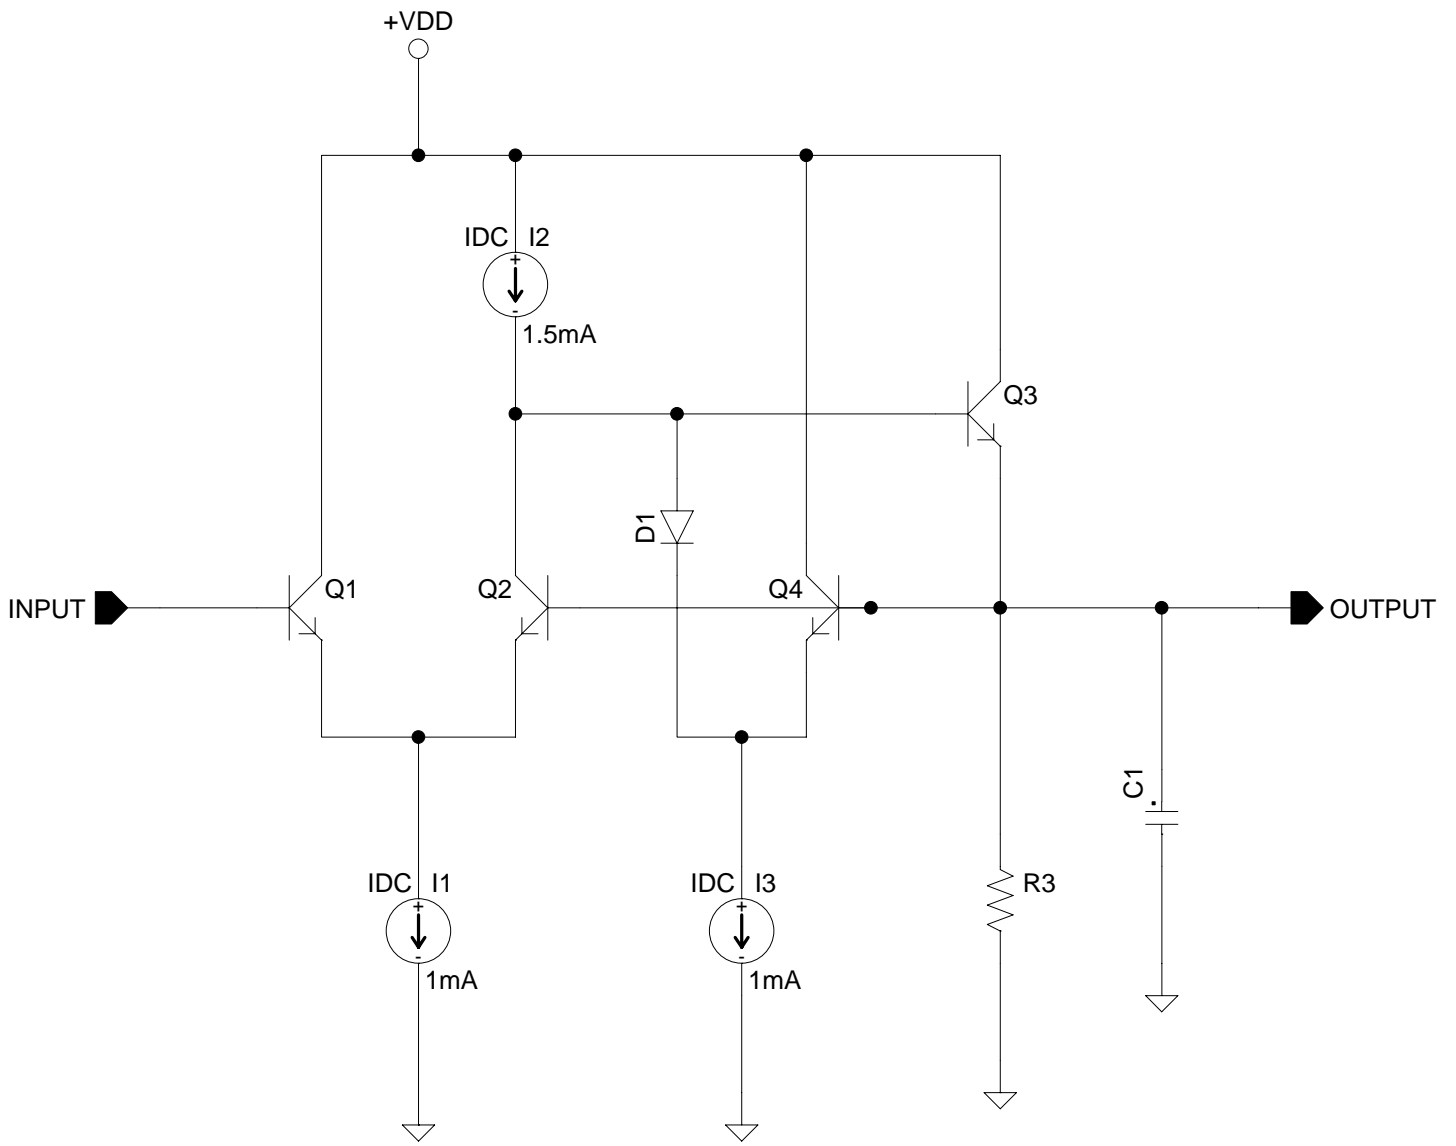 +VDD
IDC I2
+
-
1.5mA
Q3
D1
INPUT
Q1
Q2
Q4
OUTPUT
C1
IDC I1
+
-
1mA
IDC I3
+
-
1mA
R3